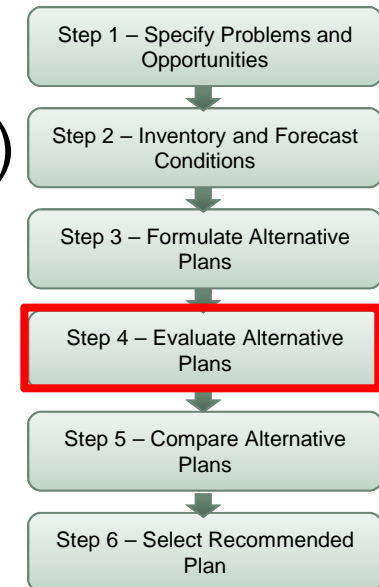 Step 1 – Specify Problems and
Opportunities
)
Step 2 – Inventory and Forecast
Conditions
Step 3 – Formulate Alternative
Plans
Step 4 – Evaluate Alternative
Plans
Step 5 – Compare Alternative
Plans
Step 6 – Select Recommended
Plan